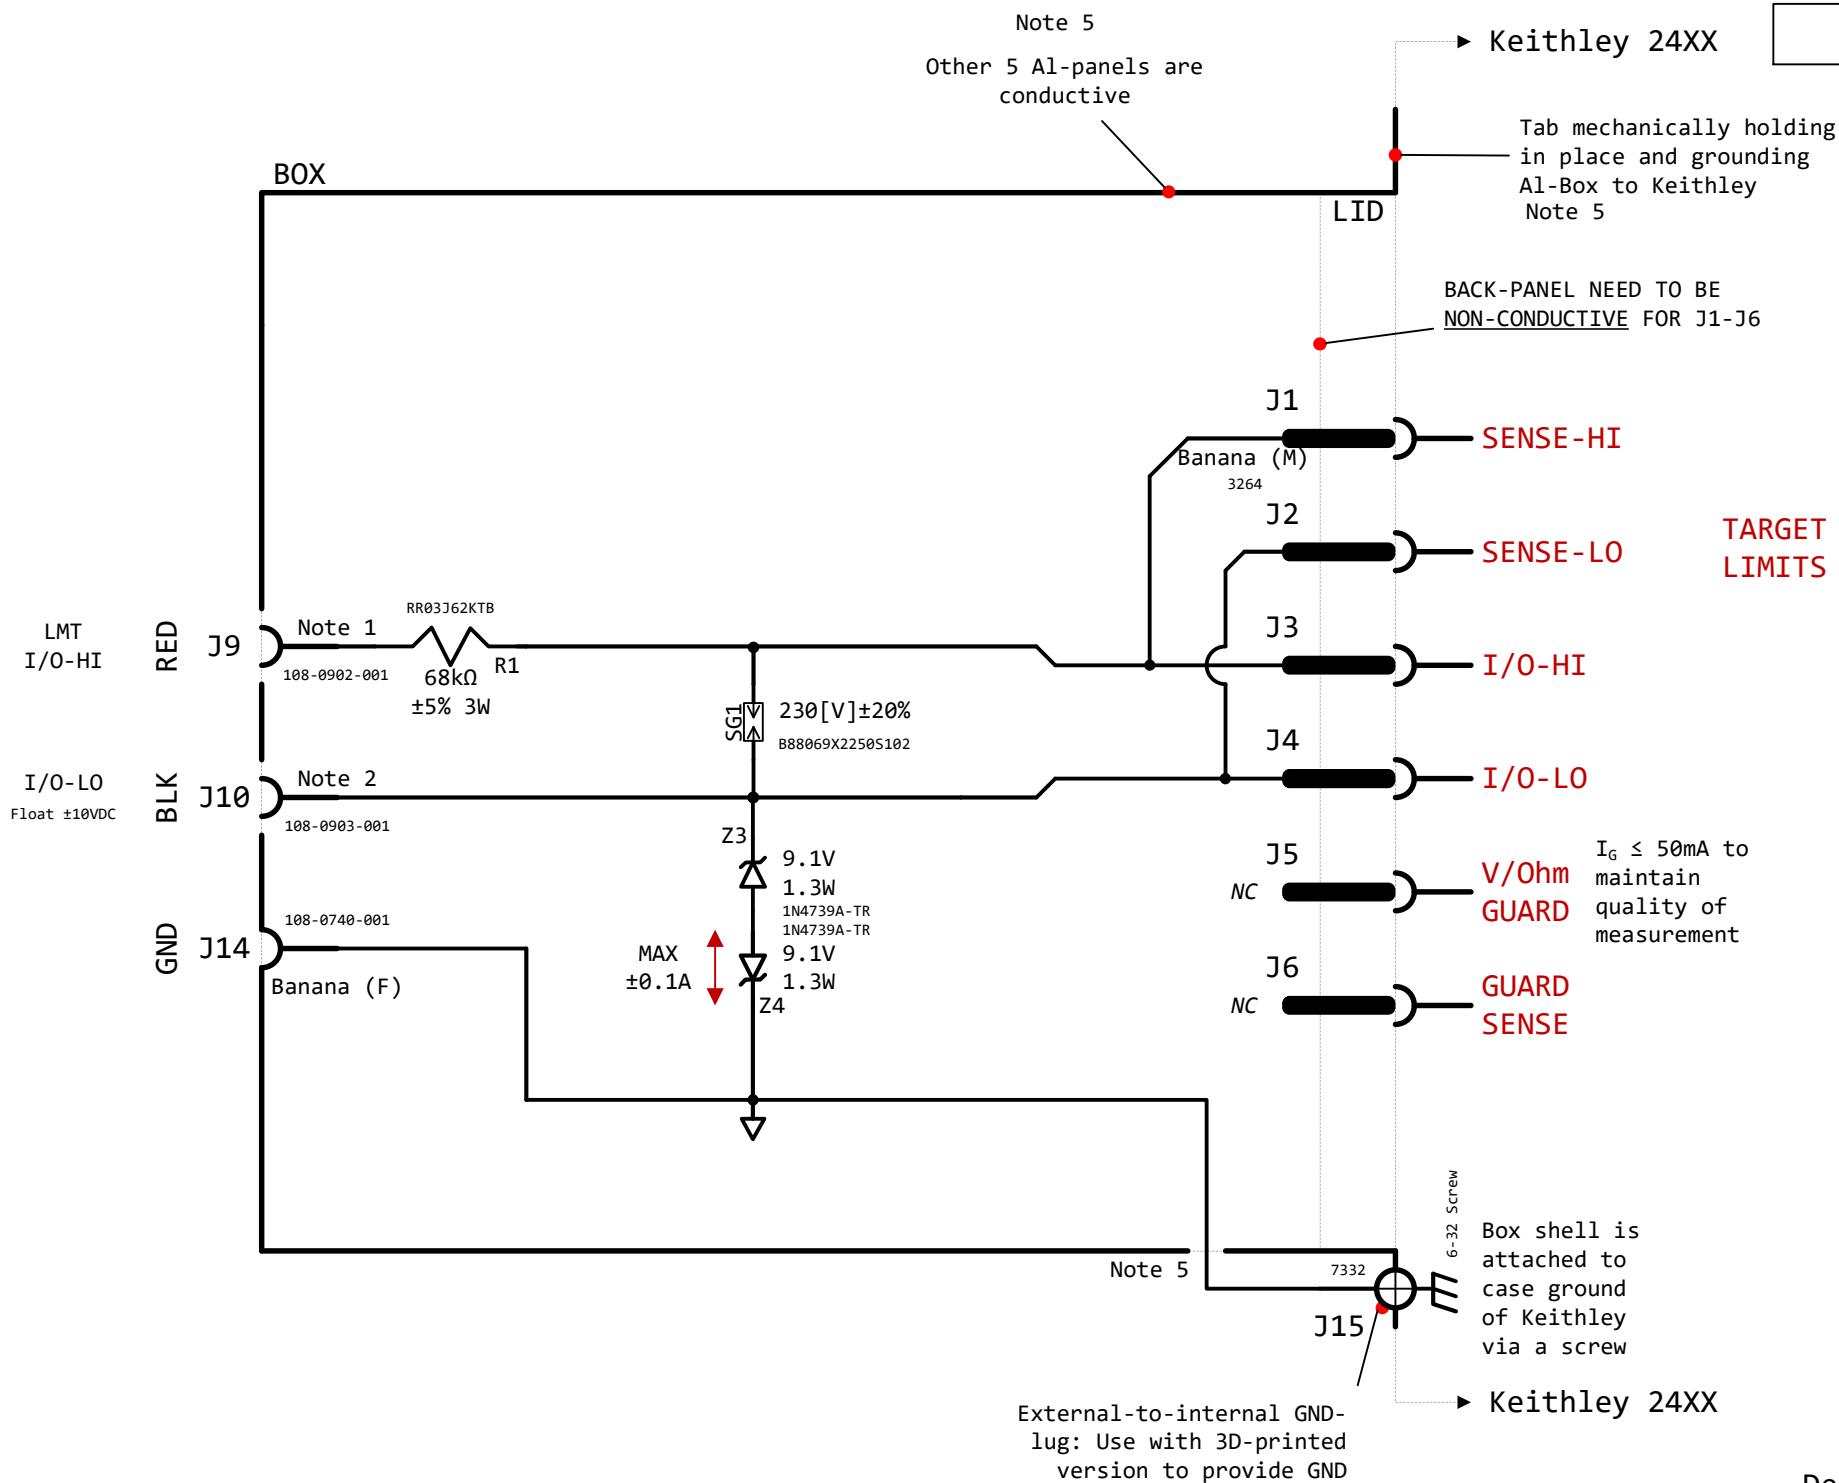 Note 5
Other 5 Al-panels are
conductive
Keithley 24XX
Tab mechanically holding
in place and grounding
Al-Box to Keithley
Note 5
BOX
LID
BACK-PANEL NEED TO BE
NON-CONDUCTIVE FOR J1-J6
J1
Banana (M)
3264
SENSE-HI
J2
SENSE-LO
TARGET
LIMITS
LMT
I/O-HI
RED
J9
Note 1
108-0902-001
RR03J62KTB
68kΩ
±5% 3W
R1
J3
I/O-HI
SG1
230[V]±20%
B88069X2250S102
J4
I/O-LO
I/O-LO
Float ±10VDC
BLK
J10
Note 2
108-0903-001
Z3
9.1V
1.3W
1N4739A-TR
1N4739A-TR
9.1V
1.3W
Z4
MAX
±0.1A
J5
NC
V/Ohm
GUARD
IG ≤ 50mA to
maintain
quality of
measurement
GND
J14
108-0740-001
Banana (F)
J6
NC
GUARD
SENSE
Note 5
7332
J15
6-32 Screw
Box shell is
attached to
case ground
of Keithley
via a screw
Keithley 24XX
External-to-internal GND-
lug: Use with 3D-printed
version to provide GND